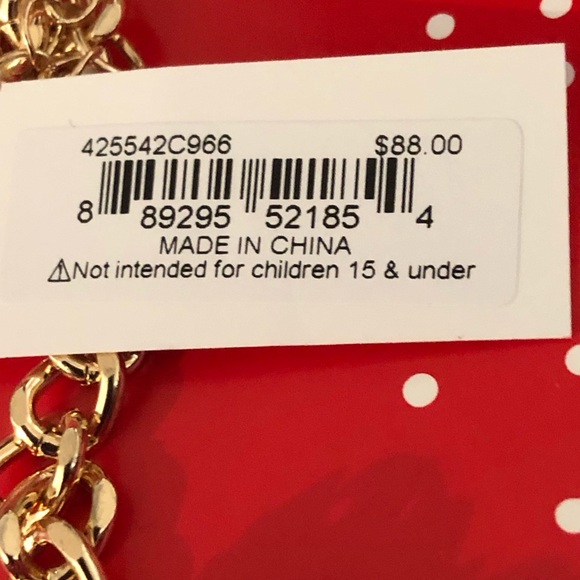 425542C966 $88.00
8 89295 52185 4
MADE IN CHINA
⚠Not intended for children 15 & under